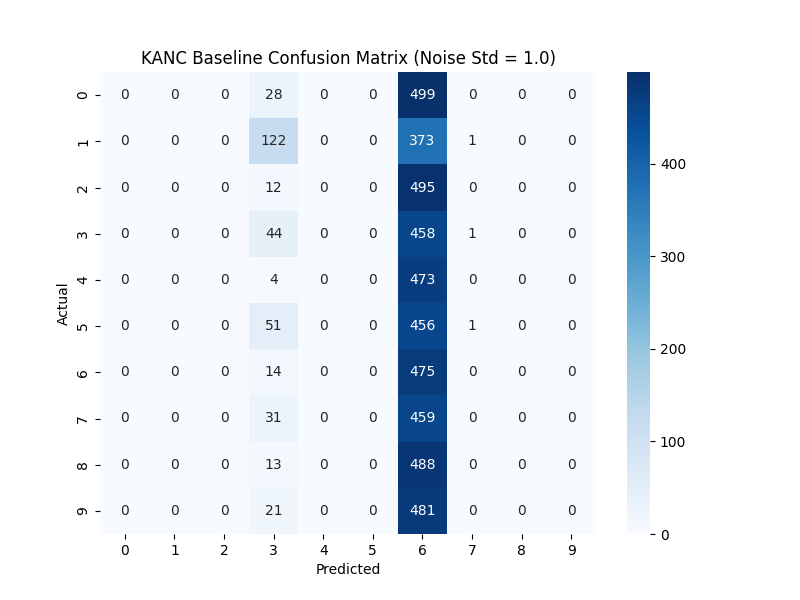 KANC Baseline Confusion Matrix (Noise Std = 1.0)
Actual
0 0 0 0 28 0 0 499 0 0 0
1 0 0 0 122 0 0 373 1 0 0
2 0 0 0 12 0 0 495 0 0 0
3 0 0 0 44 0 0 458 1 0 0
4 0 0 0 4 0 0 473 0 0 0
5 0 0 0 51 0 0 456 1 0 0
6 0 0 0 14 0 0 475 0 0 0
7 0 0 0 31 0 0 459 0 0 0
8 0 0 0 13 0 0 488 0 0 0
9 0 0 0 21 0 0 481 0 0 0
0 1 2 3 4 5 6 7 8 9
Predicted
400
300
200
100
0